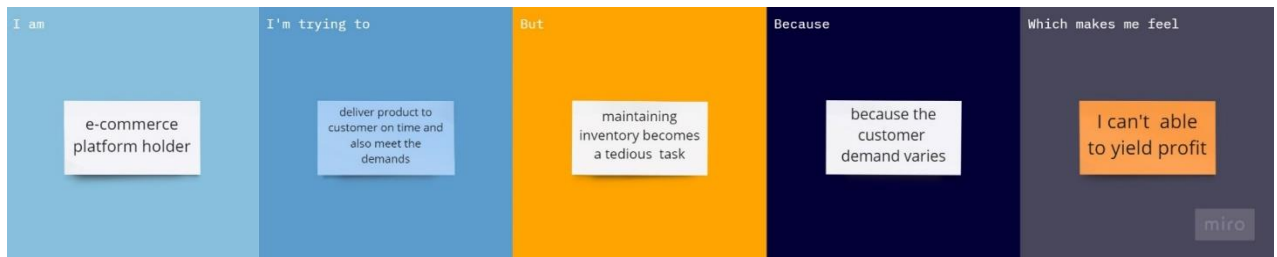 I am
I'm trying to
But
Because
Which makes me feel
e-commerce
platform holder
deliver product to
customer on time and
also meet the
demands
maintaining
inventory becomes
a tedious task
because the
customer
demand varies
I can't able
to yield profit
miro